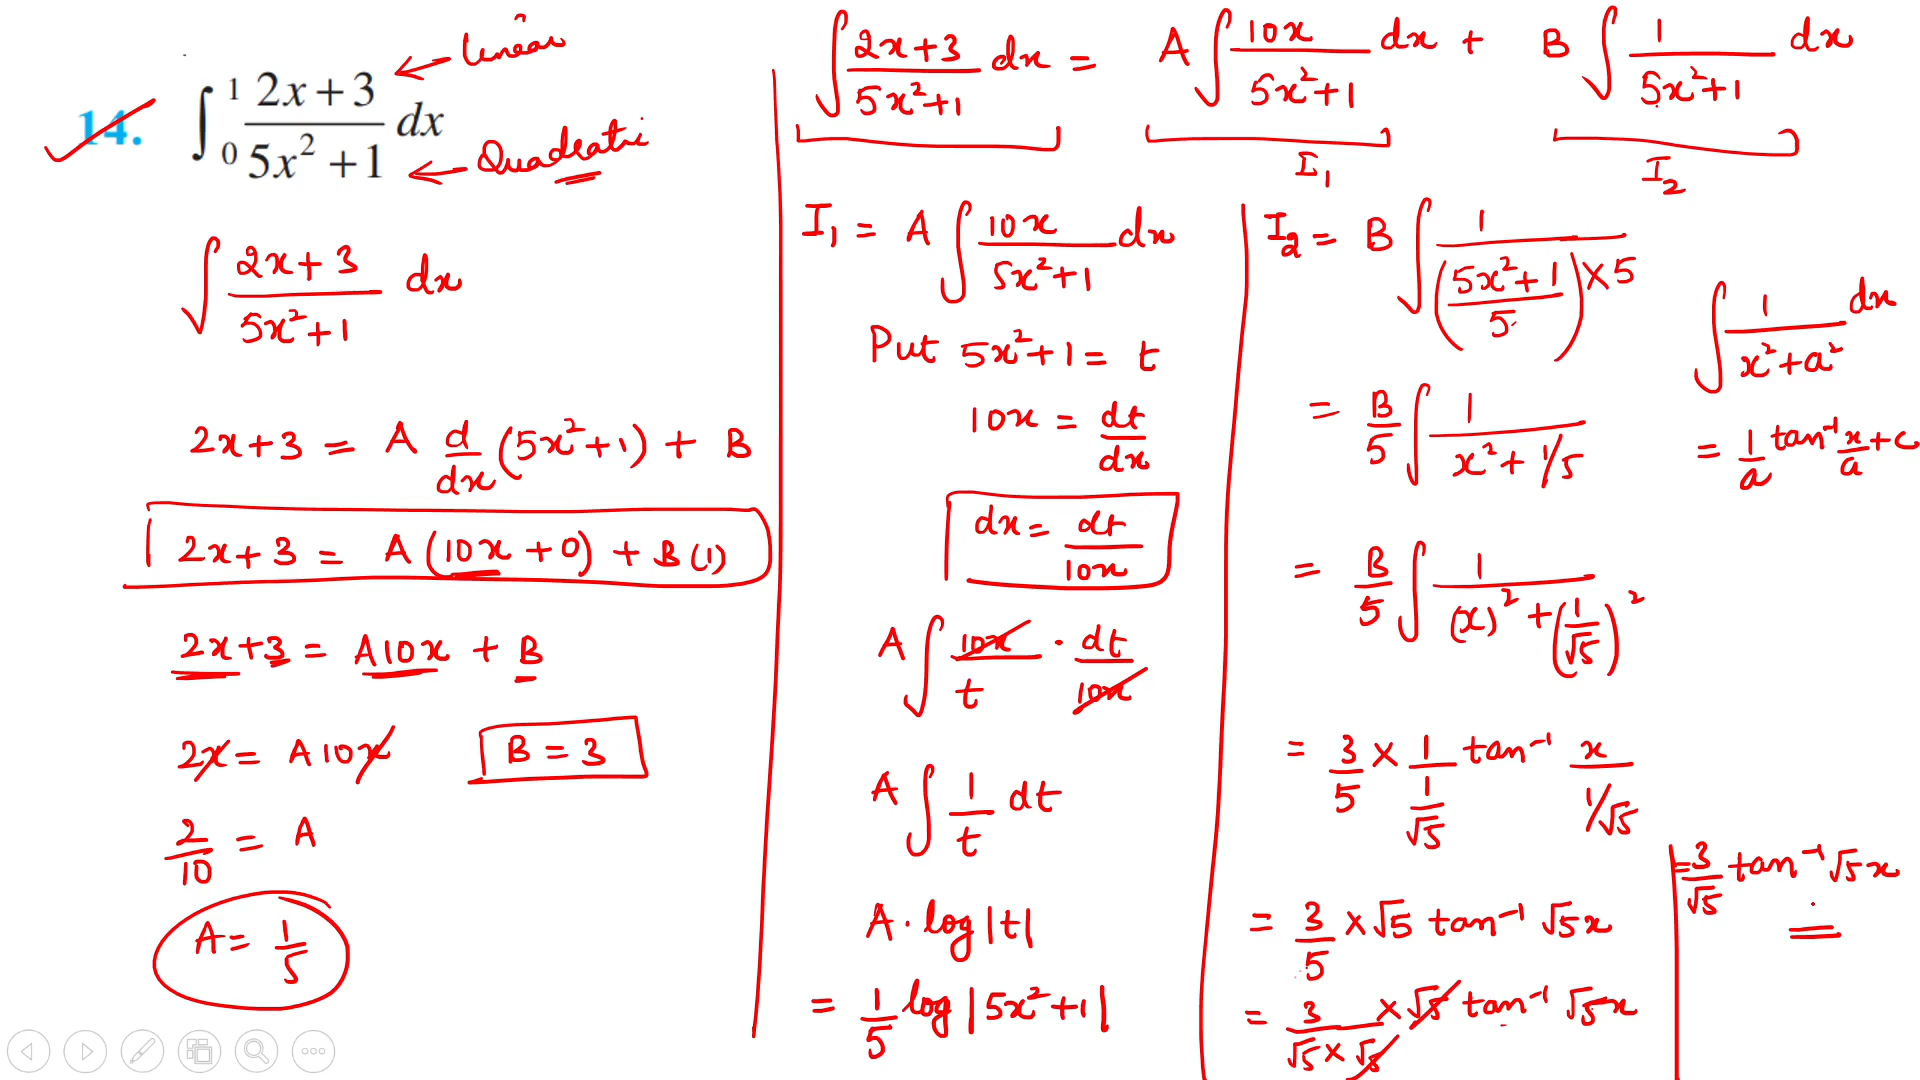 14. ∫₀¹ (2x+3)/(5x²+1) dx
linear
Quadratic
∫ (2x+3)/(5x²+1) dx
2x+3 = A d/dx (5x²+1) + B
2x+3 = A (10x+0) + B(1)
2x+3 = A10x + B
2x = A10x
B = 3
2/10 = A
A = 1/5
∫ (2x+3)/(5x²+1) dx = A ∫ 10x/(5x²+1) dx + B ∫ 1/(5x²+1) dx
I₁
I₂
I₁ = A ∫ 10x/(5x²+1) dx
Put 5x²+1 = t
10x = dt/dx
dx = dt/10x
A ∫ 10x/t · dt/10x
A ∫ 1/t dt
A · log|t|
= 1/5 log|5x²+1|
I₂ = B ∫ 1/(((5x²+1)/5)×5)
= B/5 ∫ 1/(x²+1/5)
= B/5 ∫ 1/((x)²+(1/√5)²)
= 3/5 × 1/(1/√5) tan⁻¹ x/(1/√5)
= 3/5 ×√5 tan⁻¹ √5x
= 3/(√5×√5) ×√5 tan⁻¹ √5x
∫ 1/(x²+a²) dx
= 1/a tan⁻¹ x/a + c
= 3/√5 tan⁻¹ √5x